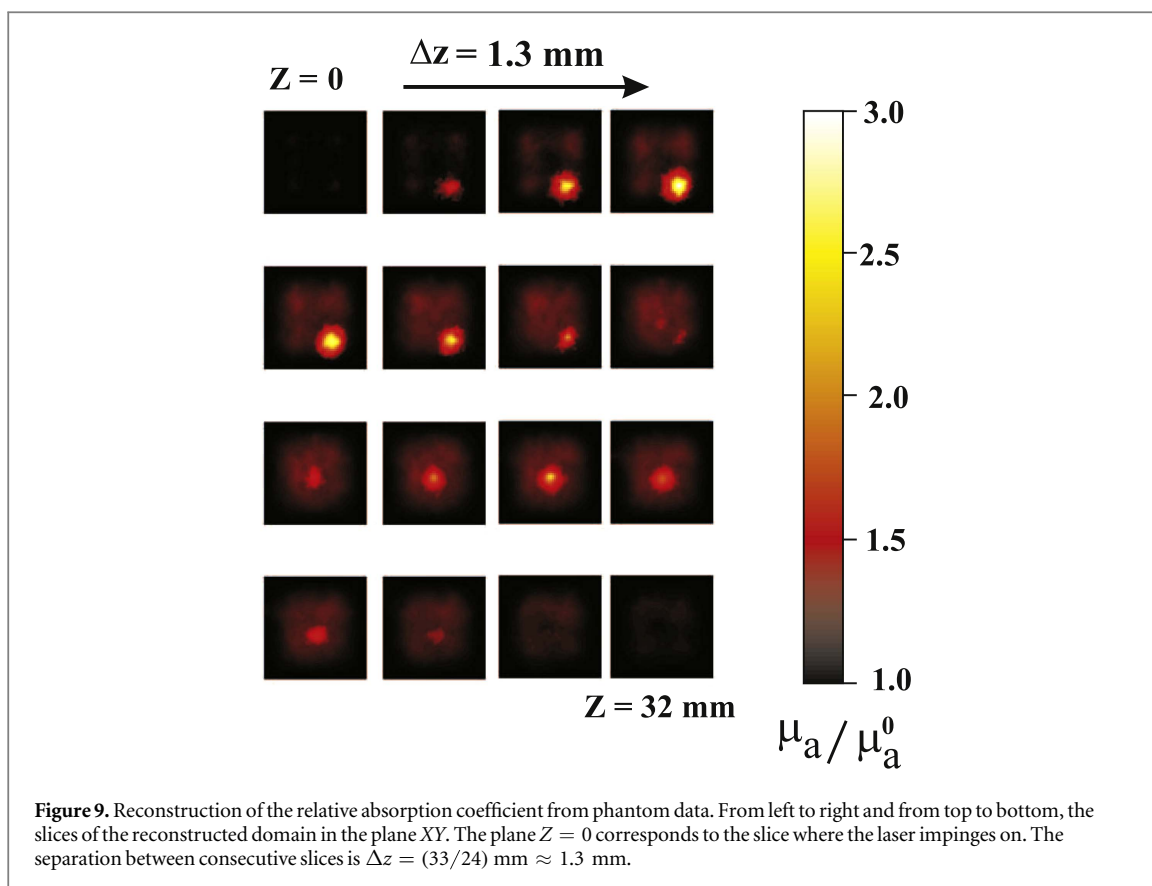 Δz = 1.3 mm
Z = 0
3.0
2.5
2.0
1.5
1.0
Z = 32 mm
μa / μa⁰
Figure 9. Reconstruction of the relative absorption coefficient from phantom data. From left to right and from top to bottom, the
slices of the reconstructed domain in the plane XY. The plane Z = 0 corresponds to the slice where the laser impinges on. The
separation between consecutive slices is Δz = (33/24) mm ≈ 1.3 mm.